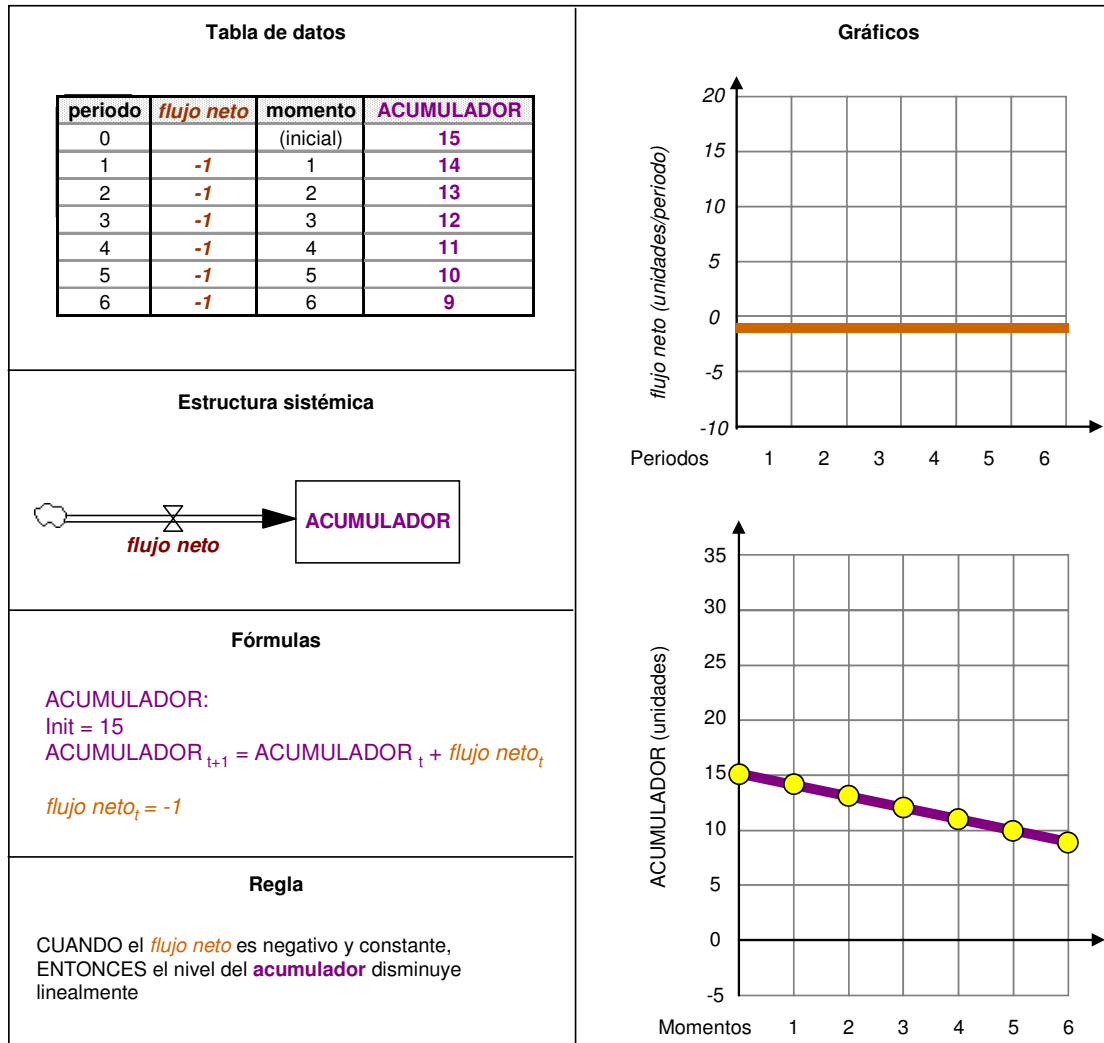 Tabla de datos
periodo flujo neto momento ACUMULADOR
0 (inicial) 15
1 -1 1 14
2 -1 2 13
3 -1 3 12
4 -1 4 11
5 -1 5 10
6 -1 6 9
Estructura sistémica
flujo neto
ACUMULADOR
Fórmulas
ACUMULADOR:
Init = 15
ACUMULADOR t+1 = ACUMULADOR t + flujo neto t
flujo neto t = -1
Regla
CUANDO el flujo neto es negativo y constante,
ENTONCES el nivel del acumulador disminuye
linealmente
Gráficos
flujo neto (unidades/periodo)
20
15
10
5
0
-5
-10
Periodos 1 2 3 4 5 6
ACUMULADOR (unidades)
35
30
25
20
15
10
5
0
-5
Momentos 1 2 3 4 5 6